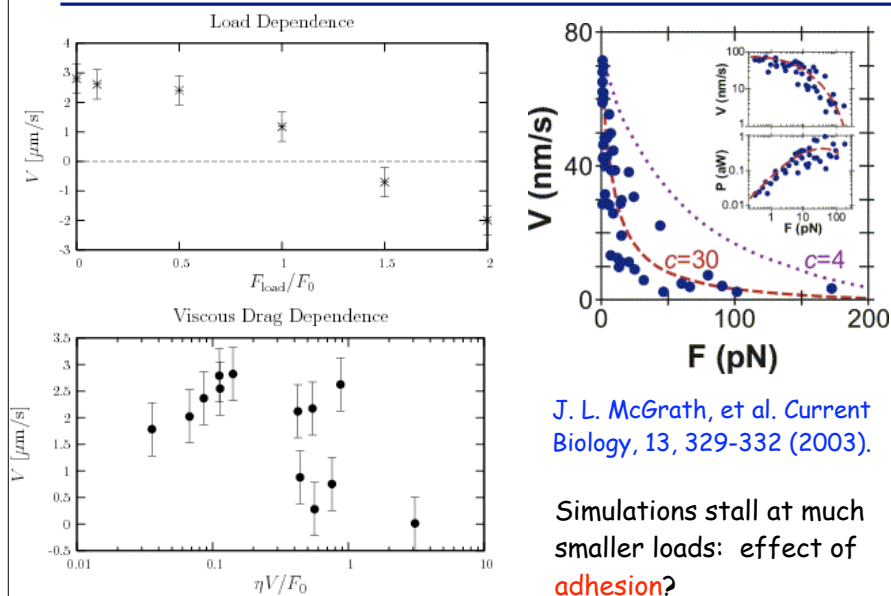 Load Dependence
4
3
2
1
0
-1
-2
-3
V [μm/s]
0
0.5
1
1.5
2
F_load/F_0
Viscous Drag Dependence
3.5
3
2.5
2
1.5
1
0.5
0
-0.5
V [μm/s]
0.01
0.1
1
10
ηV/F_0
80
40
0
V (nm/s)
0
100
200
F (pN)
c=30
c=4
100
10
1
V (nm/s)
1
0.1
0.01
P (aW)
1
10
100
F (pN)
J. L. McGrath, et al. Current
Biology, 13, 329-332 (2003).
Simulations stall at much
smaller loads: effect of
adhesion?